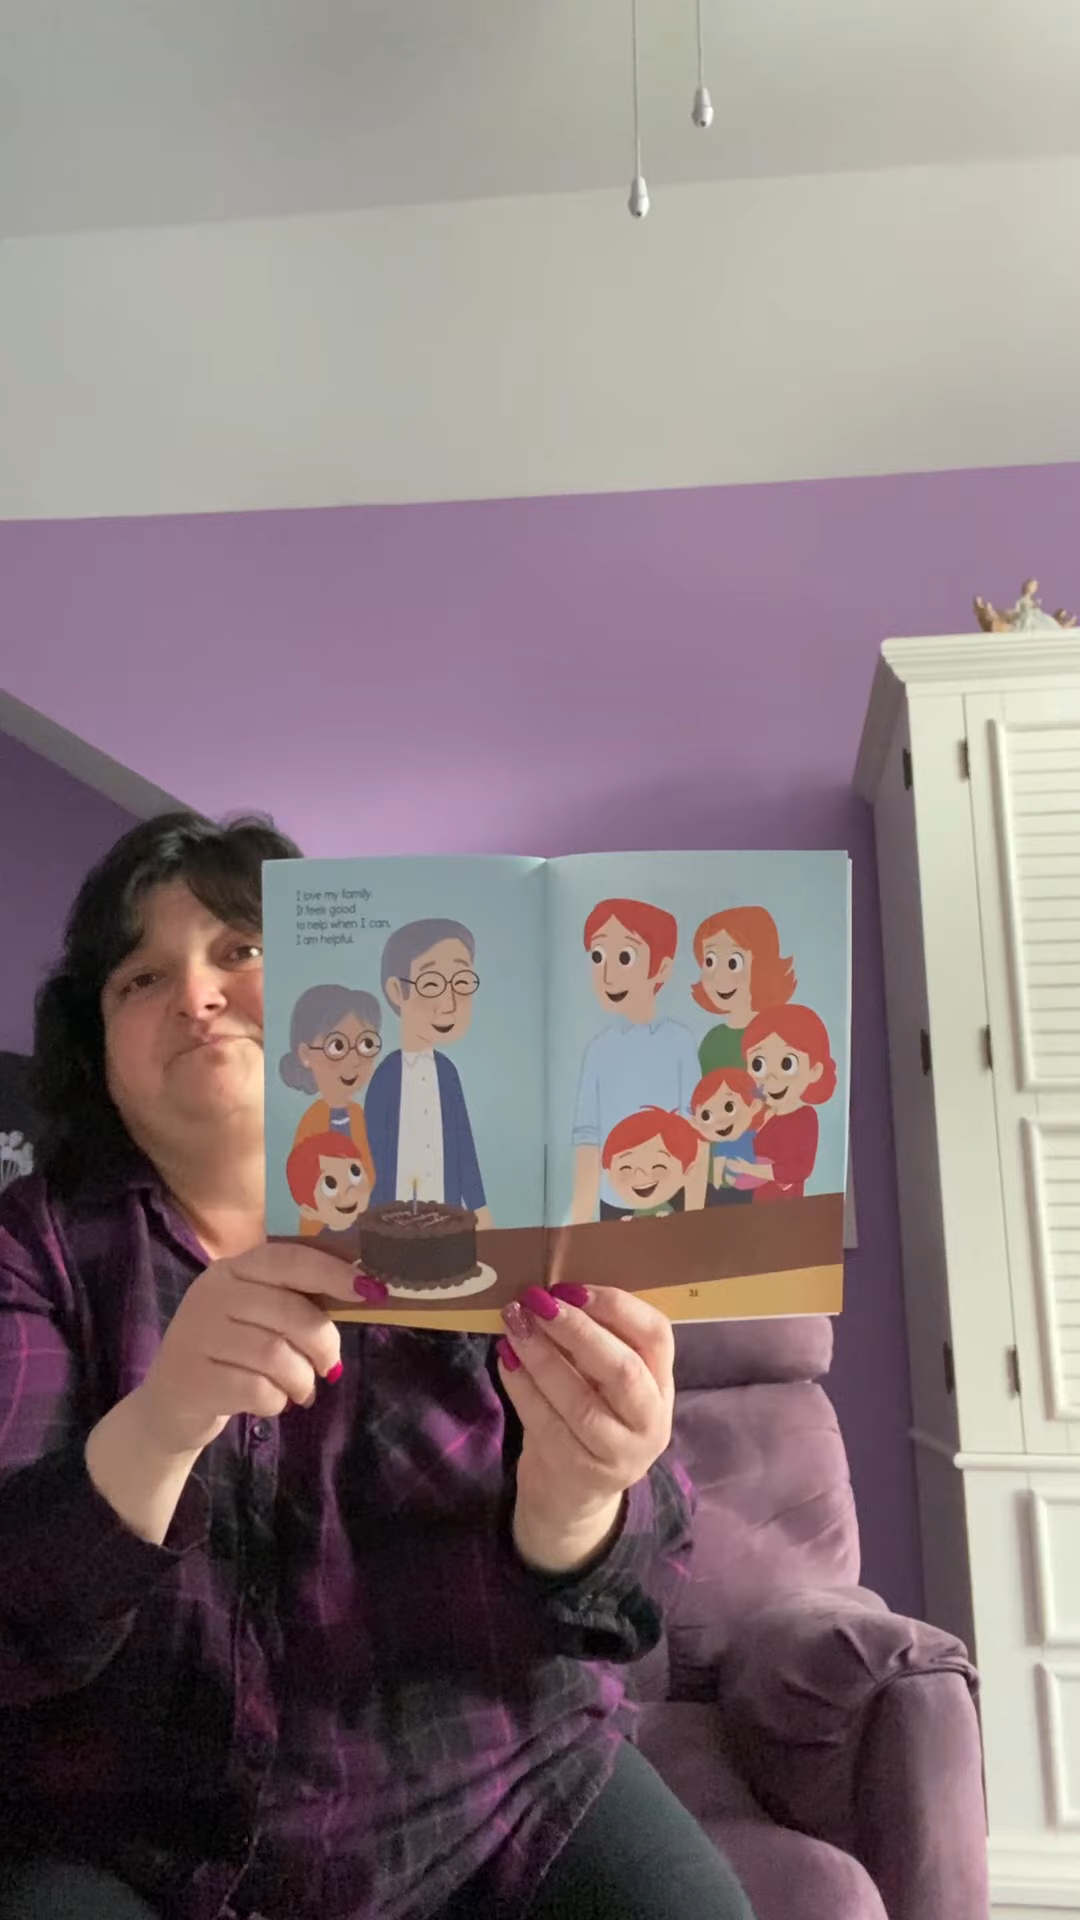 I love my family.
It feels good
to help when I can.
I am helpful.
31